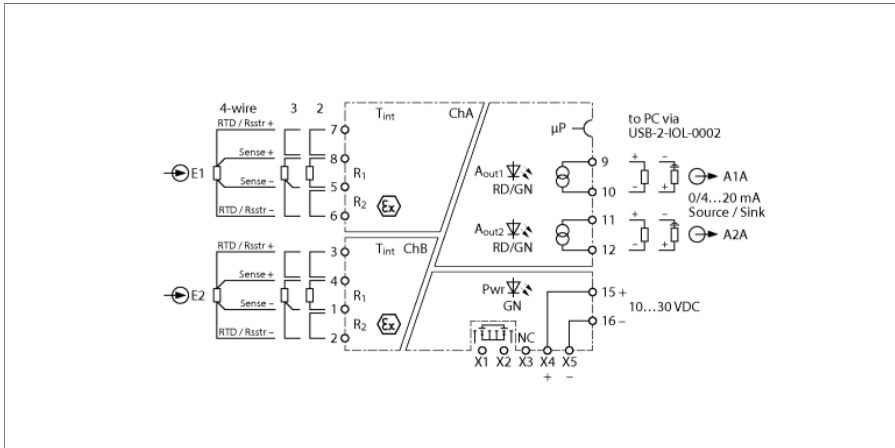 4-wire 3 2
RTD / Rsstr + 7
Sense + 8
E1
Sense – 5
RTD / Rsstr – 6
Tint ChA
R1
R2 Ex
RTD / Rsstr + 3
Sense + 4
E2
Sense – 1
RTD / Rsstr – 2
Tint ChB
R1
R2 Ex
µP
to PC via
USB-2-IOL-0002
Aout1
RD/GN
9
10
+ –
– +
A1A
0/4…20 mA
Source / Sink
Aout2
RD/GN
11
12
+ –
– +
A2A
Pwr
GN
15 +
10…30 VDC
16 –
NC
X1 X2 X3 X4 X5
+ –